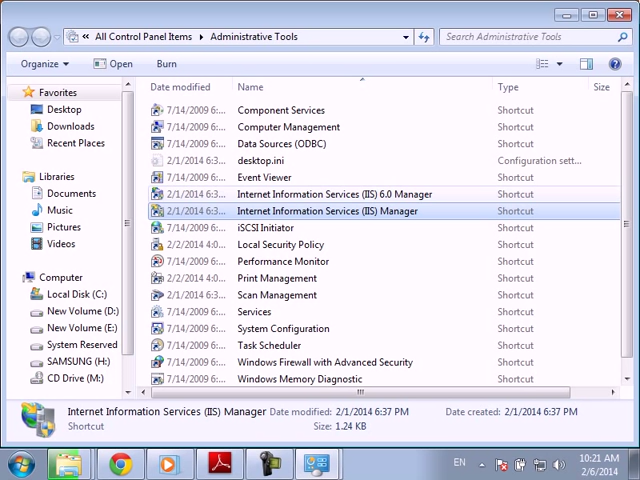 All Control Panel Items Administrative Tools Search Administrative Tools
Organize Open Burn
Date modified Name Type Size
Favorites
Desktop
Downloads
Recent Places
Libraries
Documents
Music
Pictures
Videos
Computer
Local Disk (C:)
New Volume (D:)
New Volume (E:)
System Reserved
SAMSUNG (H:)
CD Drive (M:)
7/14/2009 6:... Component Services Shortcut
7/14/2009 6:... Computer Management Shortcut
7/14/2009 6:... Data Sources (ODBC) Shortcut
2/1/2014 6:3... desktop.ini Configuration sett...
7/14/2009 6:... Event Viewer Shortcut
2/1/2014 6:3... Internet Information Services (IIS) 6.0 Manager Shortcut
2/1/2014 6:3... Internet Information Services (IIS) Manager Shortcut
7/14/2009 6:... iSCSI Initiator Shortcut
2/2/2014 4:0... Local Security Policy Shortcut
7/14/2009 6:... Performance Monitor Shortcut
2/2/2014 4:0... Print Management Shortcut
7/14/2009 6:... Scan Management Shortcut
7/14/2009 6:... Services Shortcut
7/14/2009 6:... System Configuration Shortcut
7/14/2009 6:... Task Scheduler Shortcut
7/14/2009 6:... Windows Firewall with Advanced Security Shortcut
7/14/2009 6:... Windows Memory Diagnostic Shortcut
Internet Information Services (IIS) Manager Date modified: 2/1/2014 6:37 PM Date created: 2/1/2014 6:37 PM
Shortcut Size: 1.24 KB
EN 10:21 AM
2/6/2014